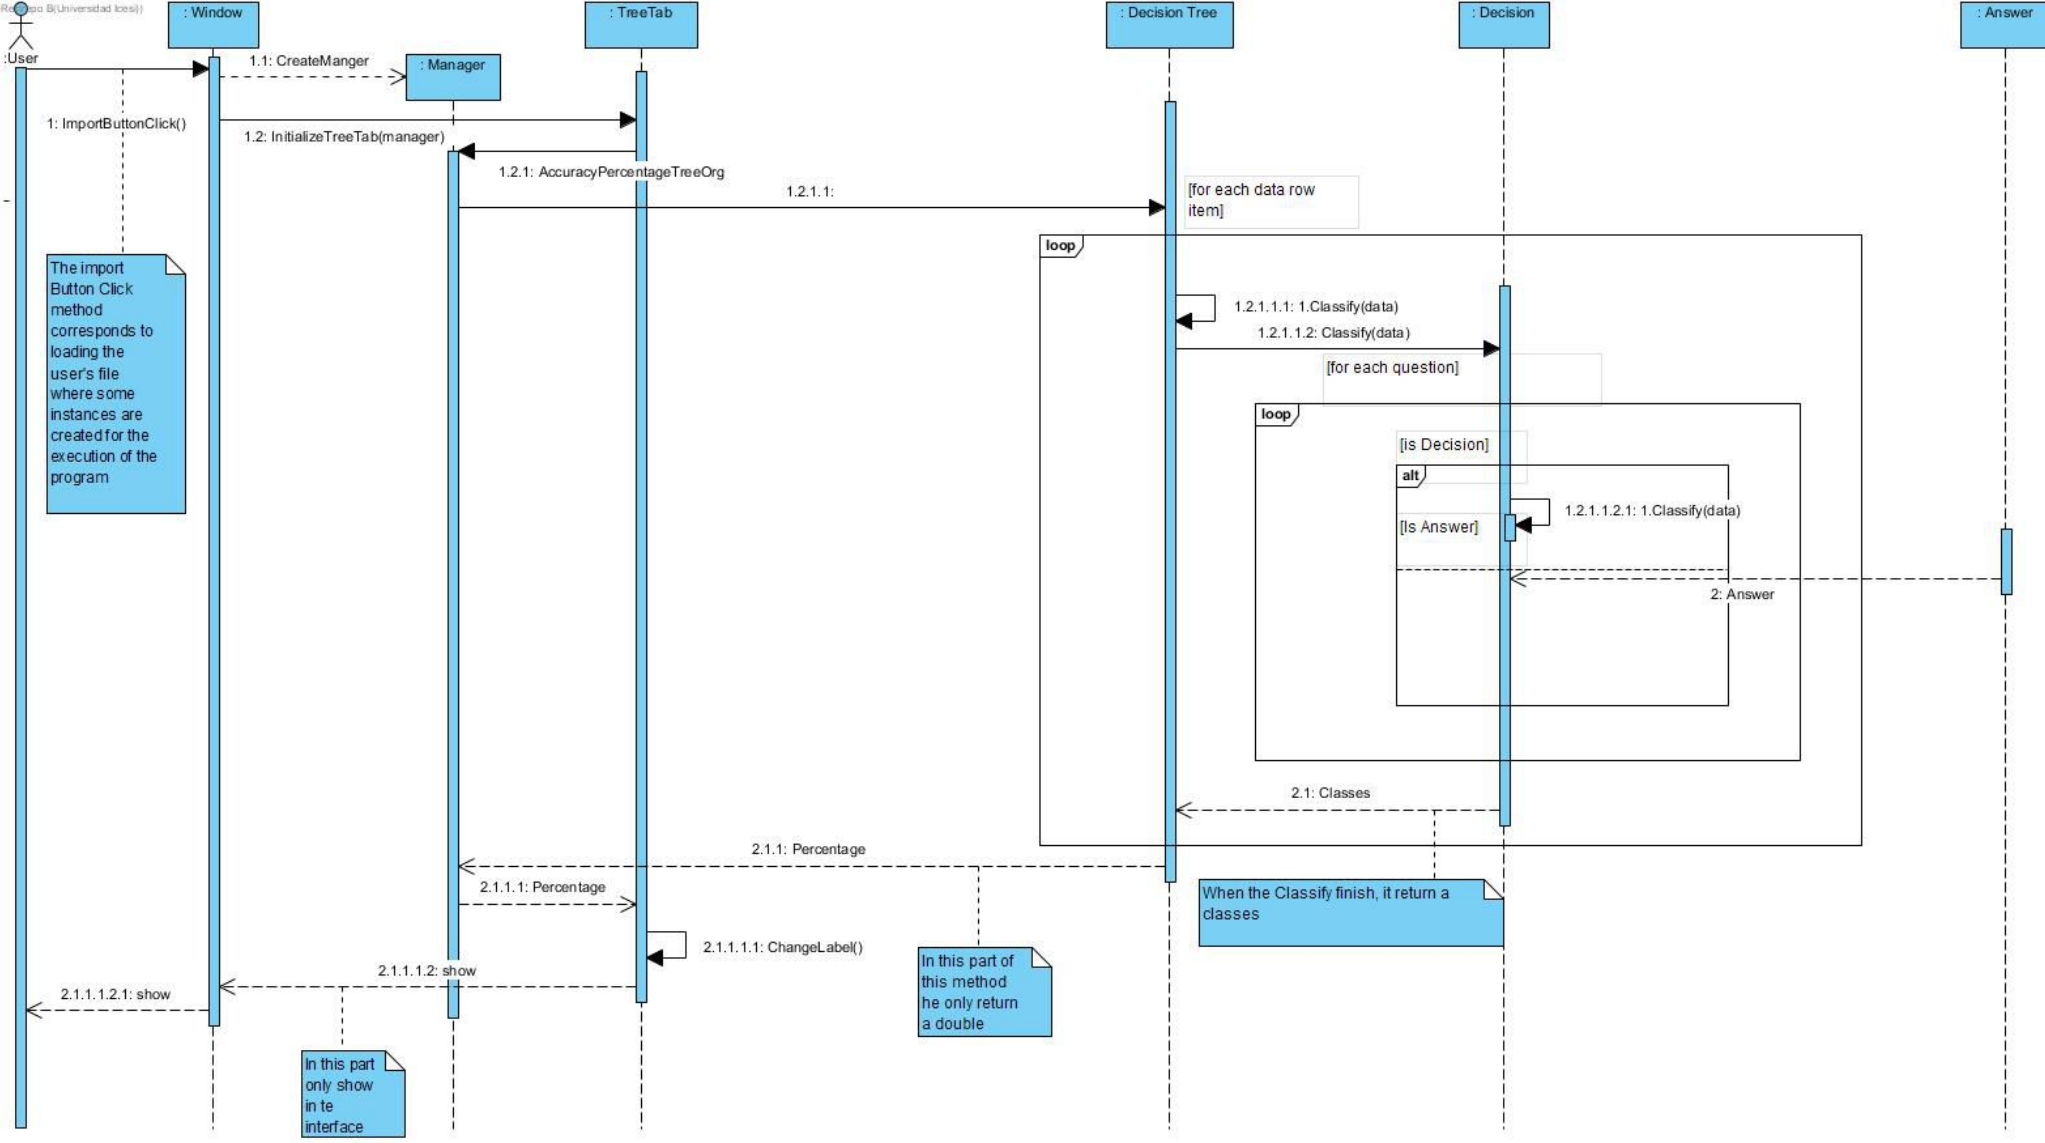 : Window
: TreeTab
: Decision Tree
: Decision
: Answer
:User
1.1: CreateManger
: Manager
1: ImportButtonClick()
1.2: InitializeTreeTab(manager)
1.2.1: AccuracyPercentageTreeOrg
1.2.1.1:
[for each data row
item]
loop
The import
Button Click
method
corresponds to
loading the
user's file
where some
instances are
created for the
execution of the
program
1.2.1.1.1: 1.Classify(data)
1.2.1.1.2: Classify(data)
[for each question]
loop
[is Decision]
alt
1.2.1.1.2.1: 1.Classify(data)
[Is Answer]
2: Answer
2.1: Classes
2.1.1: Percentage
2.1.1.1: Percentage
When the Classify finish, it return a
classes
2.1.1.1.1: ChangeLabel()
In this part of
this method
he only return
a double
2.1.1.1.2: show
2.1.1.1.2.1: show
In this part
only show
in te
interface
B(Universidad Icesi))